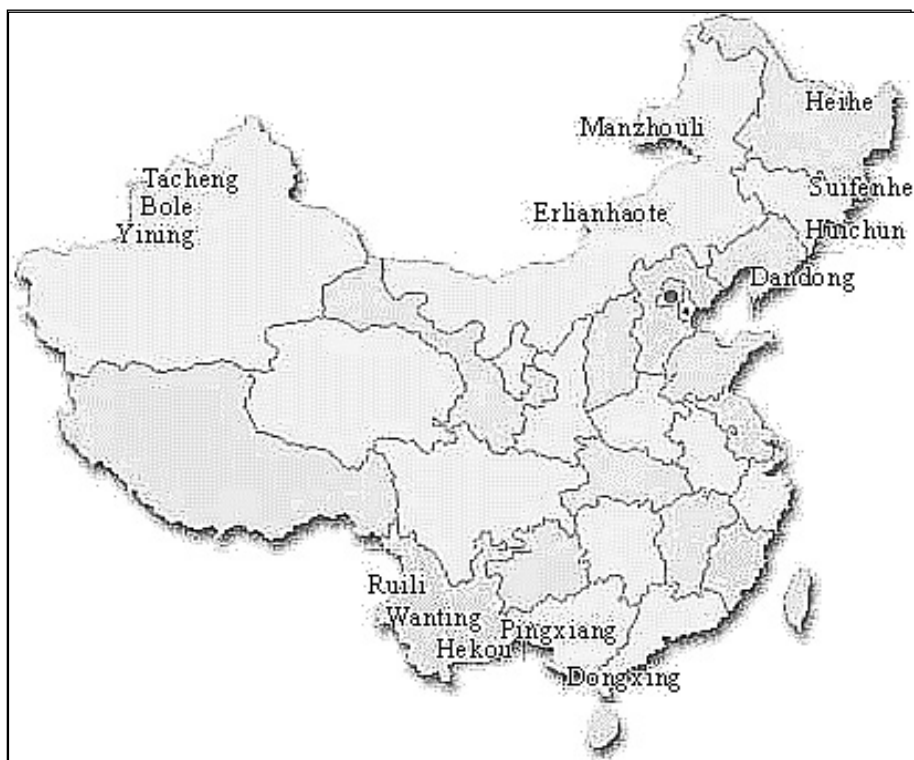 Heihe
Manzhouli
Tacheng
Suifenhe
Bole
Erlianhaote
Yining
Hunchun
Dandong
Ruili
Wanting
Pingxiang
Hekou
Dongxing